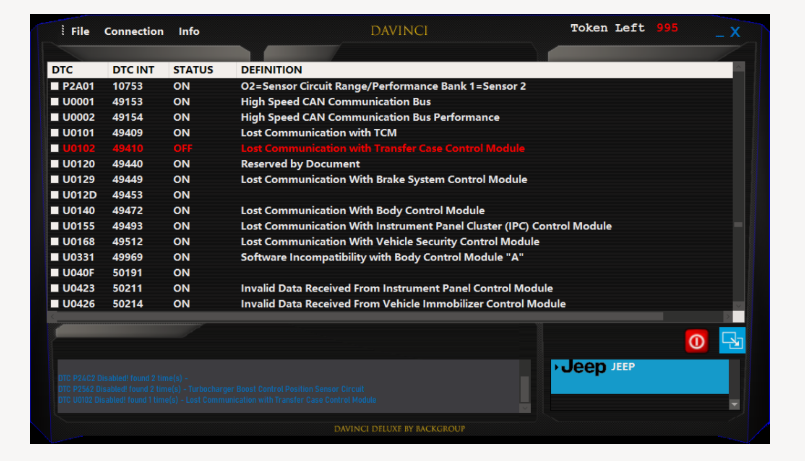 File Connection Info DAVINCI Token Left 995 _ X
DTC DTC INT STATUS DEFINITION
P2A01 10753 ON O2=Sensor Circuit Range/Performance Bank 1=Sensor 2
U0001 49153 ON High Speed CAN Communication Bus
U0002 49154 ON High Speed CAN Communication Bus Performance
U0101 49409 ON Lost Communication with TCM
U0102 49410 OFF Lost Communication with Transfer Case Control Module
U0120 49440 ON Reserved by Document
U0129 49449 ON Lost Communication With Brake System Control Module
U012D 49453 ON
U0140 49472 ON Lost Communication With Body Control Module
U0155 49493 ON Lost Communication With Instrument Panel Cluster (IPC) Control Module
U0168 49512 ON Lost Communication With Vehicle Security Control Module
U0331 49969 ON Software Incompatibility with Body Control Module "A"
U040F 50191 ON
U0423 50211 ON Invalid Data Received From Instrument Panel Control Module
U0426 50214 ON Invalid Data Received From Vehicle Immobilizer Control Module
Jeep JEEP
DTC P2603 Disabled! found 2 time(s) -
DTC P2562 Disabled! found 2 time(s) - Turbocharger Boost Control Position Sensor Circuit
DTC U0102 Disabled! found 1 time(s) - Lost Communication with Transfer Case Control Module
DAVINCI DELUXE BY BACKGROUP